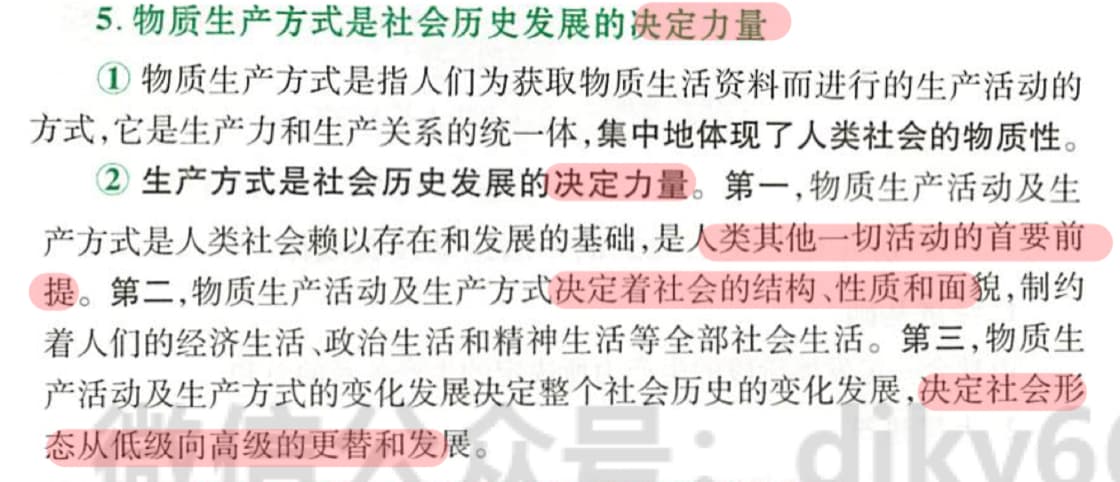 5. 物质生产方式是社会历史发展的决定力量
① 物质生产方式是指人们为获取物质生活资料而进行的生产活动的
方式,它是生产力和生产关系的统一体,集中地体现了人类社会的物质性。
② 生产方式是社会历史发展的决定力量。第一,物质生产活动及生
产方式是人类社会赖以存在和发展的基础,是人类其他一切活动的首要前
提。第二,物质生产活动及生产方式决定着社会的结构、性质和面貌,制约
着人们的经济生活、政治生活和精神生活等全部社会生活。第三,物质生
产活动及生产方式的变化发展决定整个社会历史的变化发展,决定社会形
态从低级向高级的更替和发展。
微信公众号: djky66